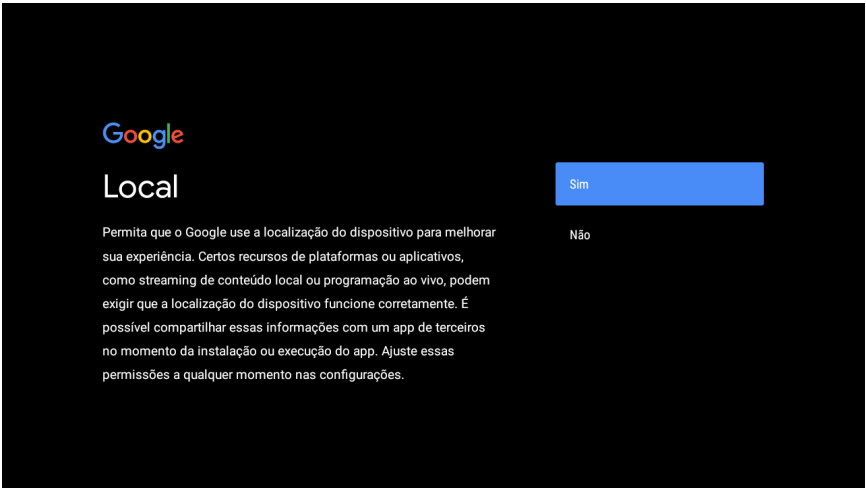 Google
Local
Permita que o Google use a localização do dispositivo para melhorar
sua experiência. Certos recursos de plataformas ou aplicativos,
como streaming de conteúdo local ou programação ao vivo, podem
exigir que a localização do dispositivo funcione corretamente. É
possível compartilhar essas informações com um app de terceiros
no momento da instalação ou execução do app. Ajuste essas
permissões a qualquer momento nas configurações.
Sim
Não